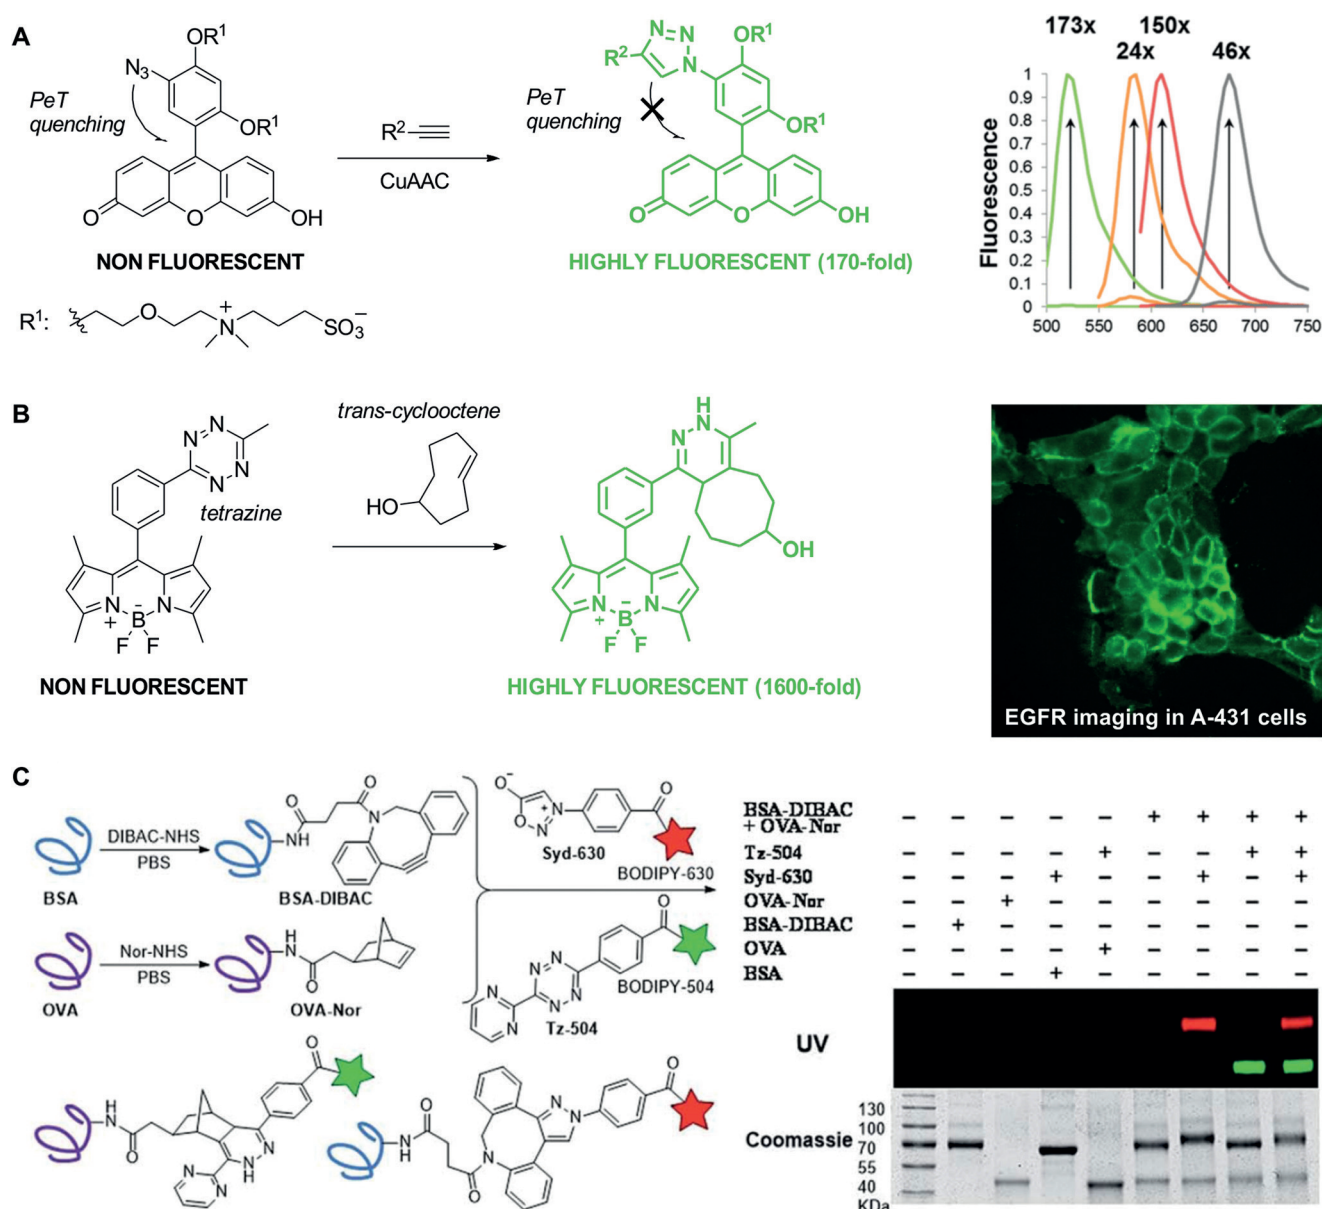 A
OR¹
N₃
PeT
quenching
OR¹
O
O
OH
NON FLUORESCENT
R²
CuAAC
N
N
R²
N
OR¹
PeT
quenching
OR¹
O
O
OH
HIGHLY FLUORESCENT (170-fold)
R¹:
O
N
+
SO₃⁻
173x
150x
24x
46x
Fluorescence
1
0.9
0.8
0.7
0.6
0.5
0.4
0.3
0.2
0.1
0
500
550
600
650
700
750
B
N
N
N
N
tetrazine
N
N
+
B
-
F
F
NON FLUORESCENT
trans-cyclooctene
HO
H
N
N
OH
N
N
+
B
-
F
F
HIGHLY FLUORESCENT (1600-fold)
EGFR imaging in A-431 cells
C
BSA
DIBAC-NHS
PBS
O
NH
O
N
BSA-DIBAC
OVA
Nor-NHS
PBS
H
N
O
OVA-Nor
O⁻
+
N
O
N
O
Syd-630
BODIPY-630
O
N
N
N
N
N
N
BODIPY-504
Tz-504
H
N
O
O
N
N
N
H
N
N
H
N
O
O
N
N
N
O
BSA-DIBAC
+ OVA-Nor
– – – – – + + + +
Tz-504
– – – – + – – + +
Syd-630
– – – + – – + – +
OVA-Nor
– – + – – – – – –
BSA-DIBAC
– + – – – – – – –
OVA
– – – – + – – – –
BSA
– – – + – – – – –
UV
Coomassie
130
100
70
55
40
KDa